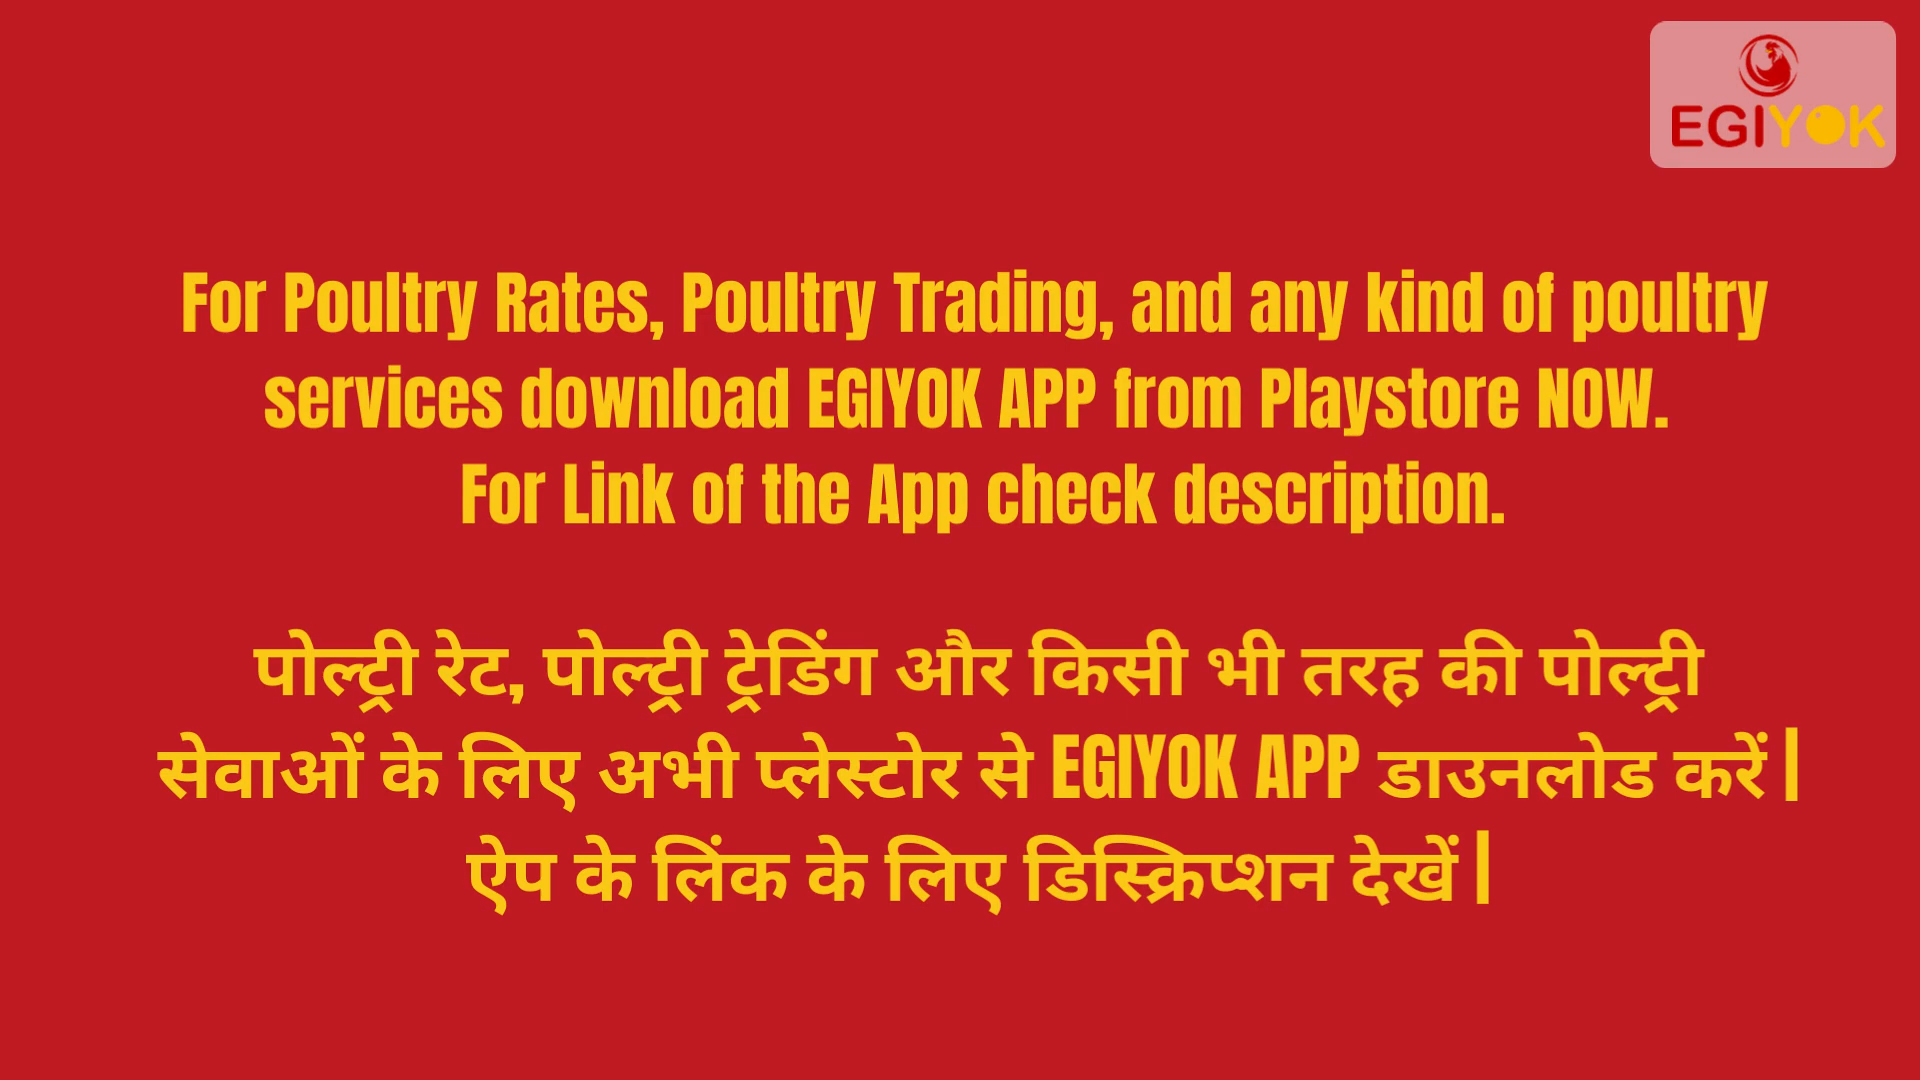 EGIYOK
For Poultry Rates, Poultry Trading, and any kind of poultry
services download EGIYOK APP from Playstore NOW.
For Link of the App check description.
पोल्ट्री रेट, पोल्ट्री ट्रेडिंग और किसी भी तरह की पोल्ट्री
सेवाओं के लिए अभी प्लेस्टोर से EGIYOK APP डाउनलोड करें |
ऐप के लिंक के लिए डिस्क्रिप्शन देखें |